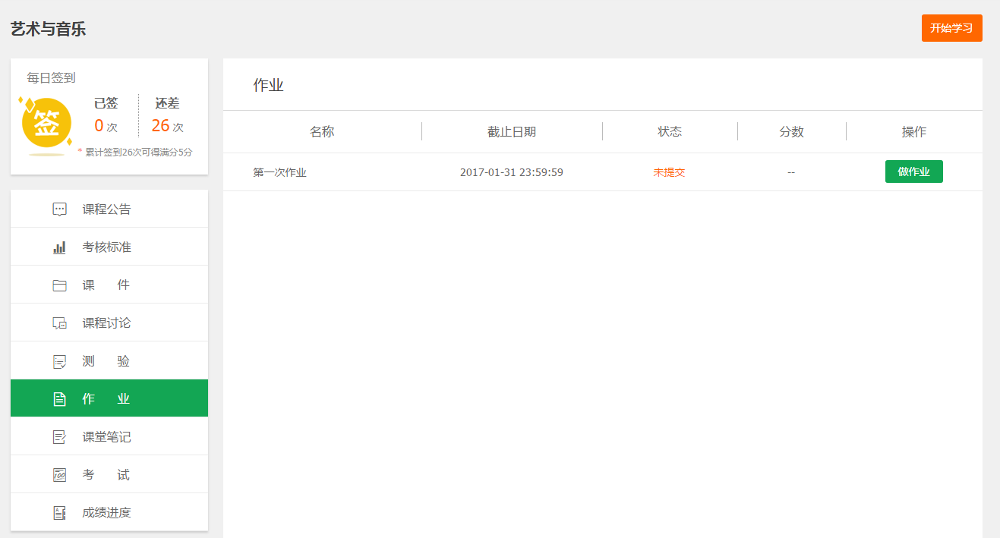 艺术与音乐
开始学习
每日签到
签
已签
还差
0 次
26 次
* 累计签到26次可得满分5分
课程公告
考核标准
课 件
课程讨论
测 验
作 业
课堂笔记
100
考 试
成绩进度
作业
名称 截止日期 状态 分数 操作
第一次作业 2017-01-31 23:59:59 未提交 -- 做作业